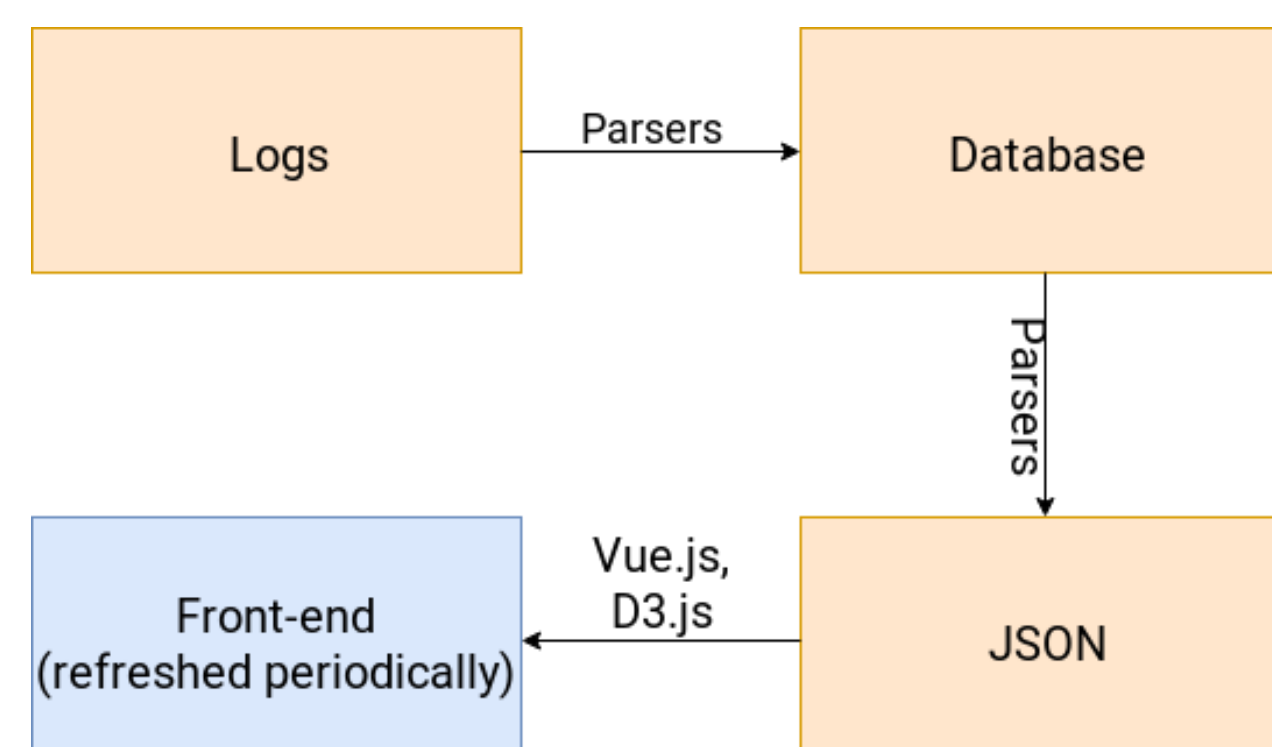 Logs
Parsers
Database
Parsers
Vue.js,
D3.js
Front-end
(refreshed periodically)
JSON